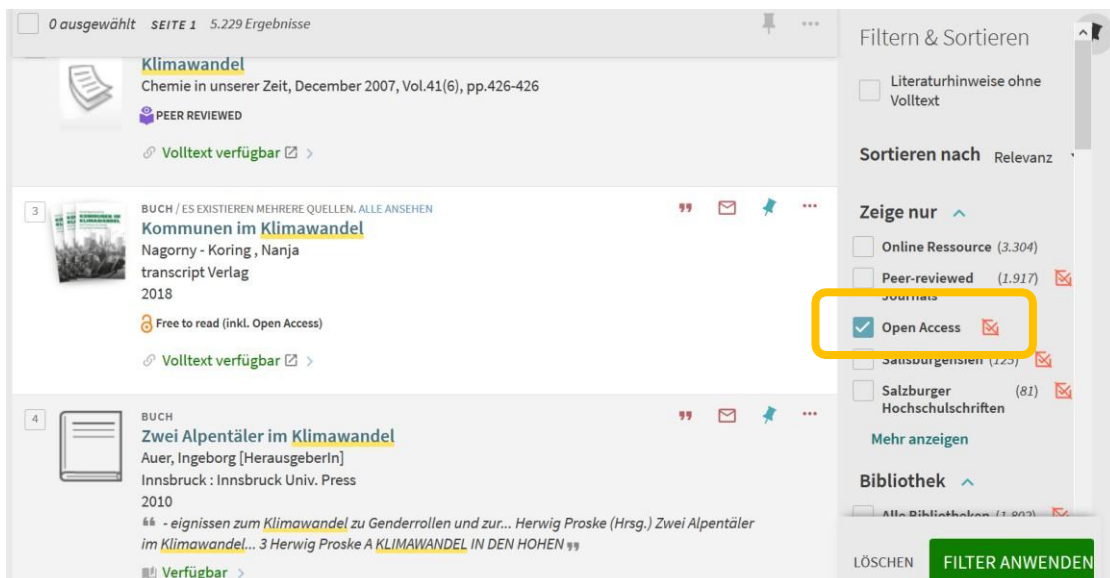 0 ausgewählt SEITE 1 5.229 Ergebnisse
Klimawandel
Chemie in unserer Zeit, December 2007, Vol.41(6), pp.426-426
PEER REVIEWED
Volltext verfügbar
3
BUCH / ES EXISTIEREN MEHRERE QUELLEN. ALLE ANSEHEN
Kommunen im Klimawandel
Nagorny - Koring , Nanja
transcript Verlag
2018
Free to read (inkl. Open Access)
Volltext verfügbar
4
BUCH
Zwei Alpentäler im Klimawandel
Auer, Ingeborg [HerausgeberIn]
Innsbruck : Innsbruck Univ. Press
2010
- eignissen zum Klimawandel zu Genderrollen und zur... Herwig Proske (Hrsg.) Zwei Alpentäler
im Klimawandel... 3 Herwig Proske A KLIMAWANDEL IN DEN HOHEN
Verfügbar
Filtern & Sortieren
Literaturhinweise ohne
Volltext
Sortieren nach Relevanz
Zeige nur
Online Ressource (3.304)
Peer-reviewed (1.917)
Journals
Open Access
Salisburgensien (125)
Salzburger (81)
Hochschulschriften
Mehr anzeigen
Bibliothek
Alle Bibliotheken (1.802)
LÖSCHEN FILTER ANWENDEN